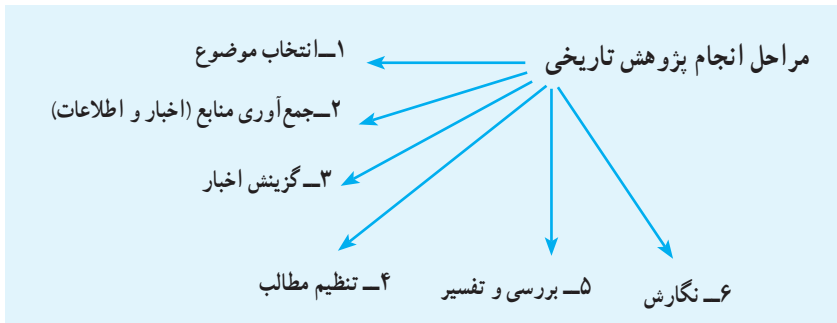 مراحل انجام پژوهش تاریخی
۱ــ انتخاب موضوع
۲ــ جمع‌آوری منابع (اخبار و اطلاعات)
۳ــ گزینش اخبار
۴ــ تنظیم مطالب
۵ــ بررسی و تفسیر
۶ــ نگارش